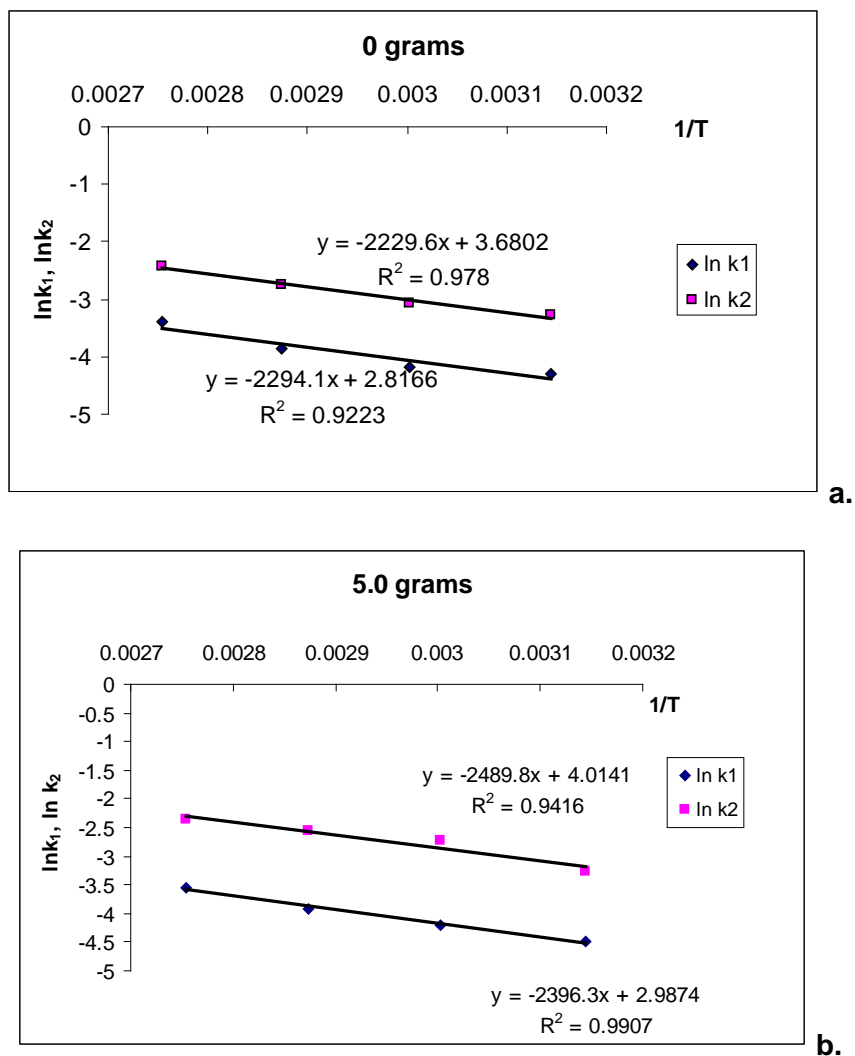 0 grams
0.0027 0.0028 0.0029 0.003 0.0031 0.0032
1/T
0
-1
-2
-3
-4
-5
lnk₁, lnk₂
y = -2229.6x + 3.6802
R² = 0.978
y = -2294.1x + 2.8166
R² = 0.9223
ln k1
ln k2
a.
5.0 grams
0.0027 0.0028 0.0029 0.003 0.0031 0.0032
1/T
0
-0.5
-1
-1.5
-2
-2.5
-3
-3.5
-4
-4.5
-5
lnk₁, ln k₂
y = -2489.8x + 4.0141
R² = 0.9416
ln k1
ln k2
y = -2396.3x + 2.9874
R² = 0.9907
b.